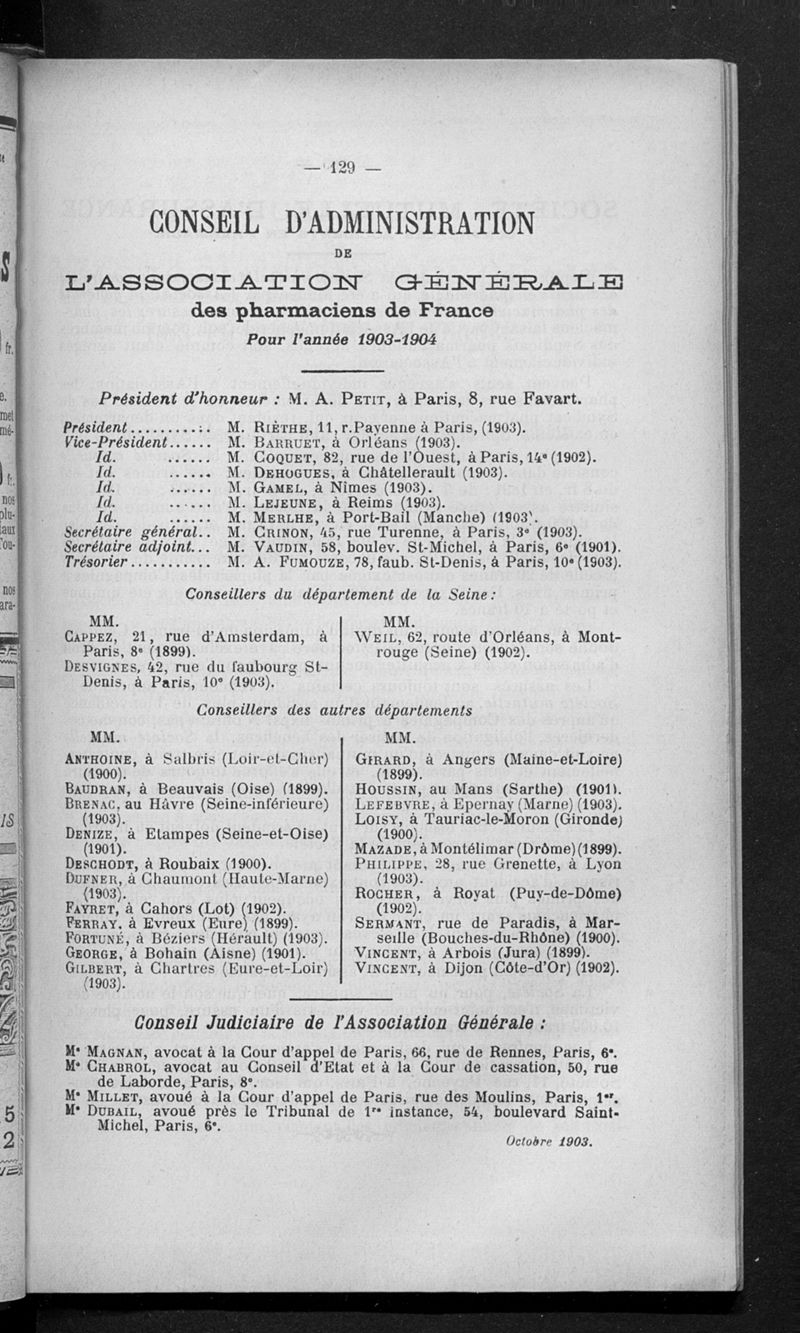 — 129 —
CONSEIL D'ADMINISTRATION
DE
L'ASSOCIATION GÉNÉRALE
des pharmaciens de France
Pour l'année 1903-1904
Président d'honneur : M. A. PETIT, à Paris, 8, rue Favart.
Président.......... M. RIÈTHE, 11, r. Payenne à Paris, (1903).
Vice-Président...... M. BARRUET, à Orléans (1903).
Id. ...... M. COQUET, 82, rue de l'Ouest, à Paris, 14e (1902).
Id. ...... M. DEHOGUES, à Châtellerault (1903).
Id. ...... M. GAMEL, à Nîmes (1903).
Id. ...... M. LEJEUNE, à Reims (1903).
Id. ...... M. MERLHE, à Port-Bail (Manche) (1903).
Secrétaire général.. M. CRINON, 45, rue Turenne, à Paris, 3e (1903).
Secrétaire adjoint... M. VAUDIN, 58, boulev. St-Michel, à Paris, 6e (1901).
Trésorier........... M. A. FUMOUZE, 78, faub. St-Denis, à Paris, 10e (1903).
Conseillers du département de la Seine :
MM.
CAPPEZ, 21, rue d'Amsterdam, à
Paris, 8e (1899).
DESVIGNES, 42, rue du faubourg St-
Denis, à Paris, 10e (1903).
MM.
WEIL, 62, route d'Orléans, à Mont-
rouge (Seine) (1902).
Conseillers des autres départements
MM.
ANTHOINE, à Salbris (Loir-et-Cher)
(1900).
BAUDRAN, à Beauvais (Oise) (1899).
BRENAC, au Hâvre (Seine-inférieure)
(1903).
DENIZE, à Etampes (Seine-et-Oise)
(1901).
DESCHODT, à Roubaix (1900).
DUFNER, à Chaumont (Haute-Marne)
(1903).
FAYRET, à Cahors (Lot) (1902).
FERRAY, à Evreux (Eure) (1899).
FORTUNÉ, à Béziers (Hérault) (1903).
GEORGE, à Bohain (Aisne) (1901).
GILBERT, à Chartres (Eure-et-Loir)
(1903).
MM.
GIRARD, à Angers (Maine-et-Loire)
(1899).
HOUSSIN, au Mans (Sarthe) (1901).
LEFEBVRE, à Epernay (Marne) (1903).
LOISY, à Tauriac-le-Moron (Gironde)
(1900).
MAZADE, à Montélimar (Drôme) (1899).
PHILIPPE, 28, rue Grenette, à Lyon
(1903).
ROCHER, à Royat (Puy-de-Dôme)
(1902).
SERMANT, rue de Paradis, à Mar-
seille (Bouches-du-Rhône) (1900).
VINCENT, à Arbois (Jura) (1899).
VINCENT, à Dijon (Côte-d'Or) (1902).
Conseil Judiciaire de l'Association Générale :
Me MAGNAN, avocat à la Cour d'appel de Paris, 66, rue de Rennes, Paris, 6e.
Me CHABROL, avocat au Conseil d'Etat et à la Cour de cassation, 50, rue
de Laborde, Paris, 8e.
Me MILLET, avoué à la Cour d'appel de Paris, rue des Moulins, Paris, 1er.
Me DUBAIL, avoué près le Tribunal de 1re instance, 54, boulevard Saint-
Michel, Paris, 6e.
Octobre 1903.